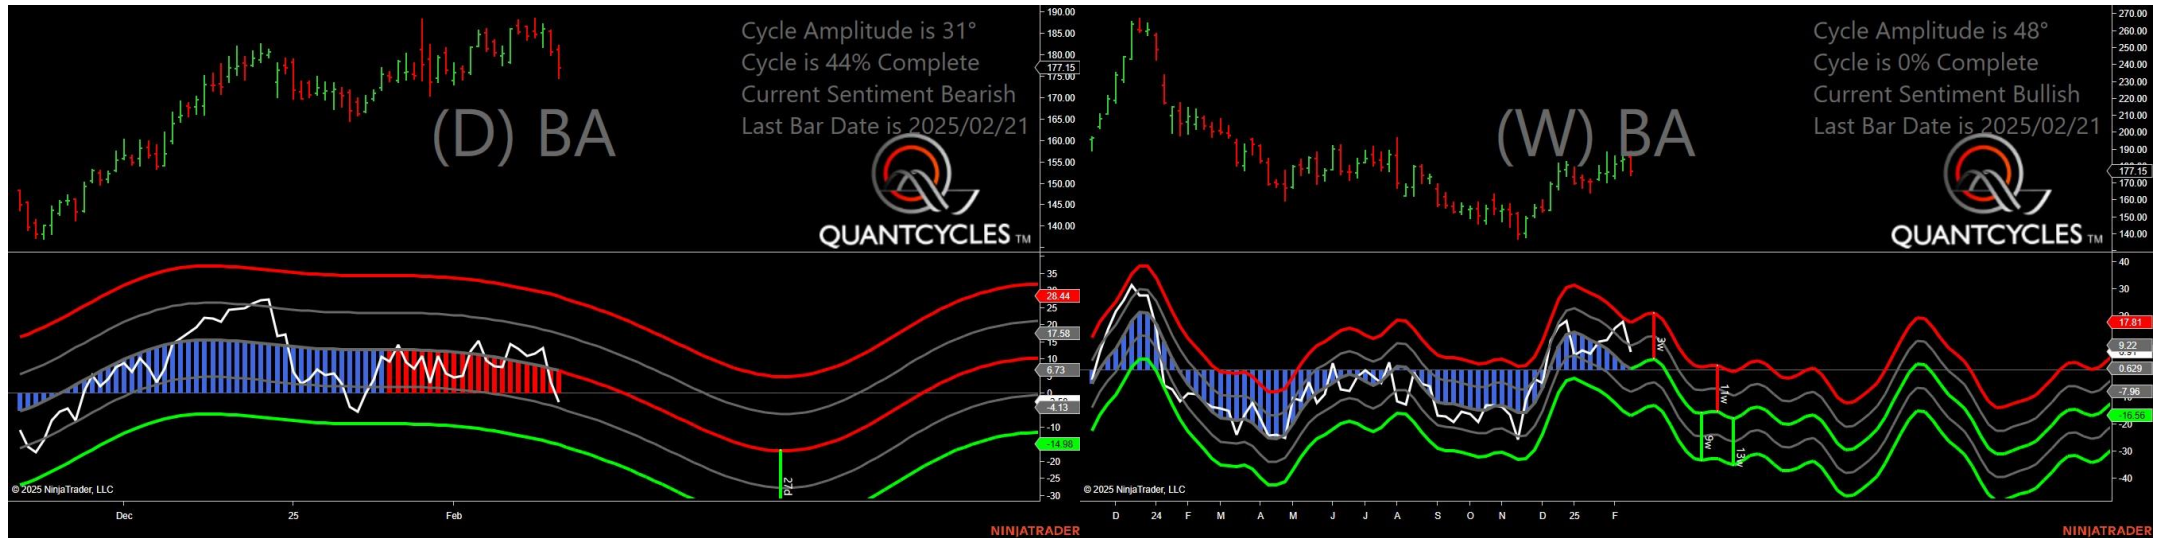 Cycle Amplitude is 31°
Cycle is 44% Complete
Current Sentiment Bearish
Last Bar Date is 2025/02/21
(D) BA
QUANTCYCLES TM
190.00
185.00
180.00
177.15
175.00
170.00
165.00
160.00
155.00
150.00
145.00
140.00
35
28.44
25
20
17.58
15
10
6.73
5
0
-4.13
-10
-14.98
-20
-25
-30
27d
© 2025 NinjaTrader, LLC
Dec
25
Feb
NINJATRADER
Cycle Amplitude is 48°
Cycle is 0% Complete
Current Sentiment Bullish
Last Bar Date is 2025/02/21
(W) BA
QUANTCYCLES TM
270.00
260.00
250.00
240.00
230.00
220.00
210.00
200.00
190.00
180.00
177.15
170.00
160.00
150.00
140.00
40
30
17.81
9.22
0.629
-7.96
-16.56
-20
-30
-40
3w
9w
13w
© 2025 NinjaTrader, LLC
D
24
F
M
A
M
J
J
A
S
O
N
D
25
F
NINJATRADER